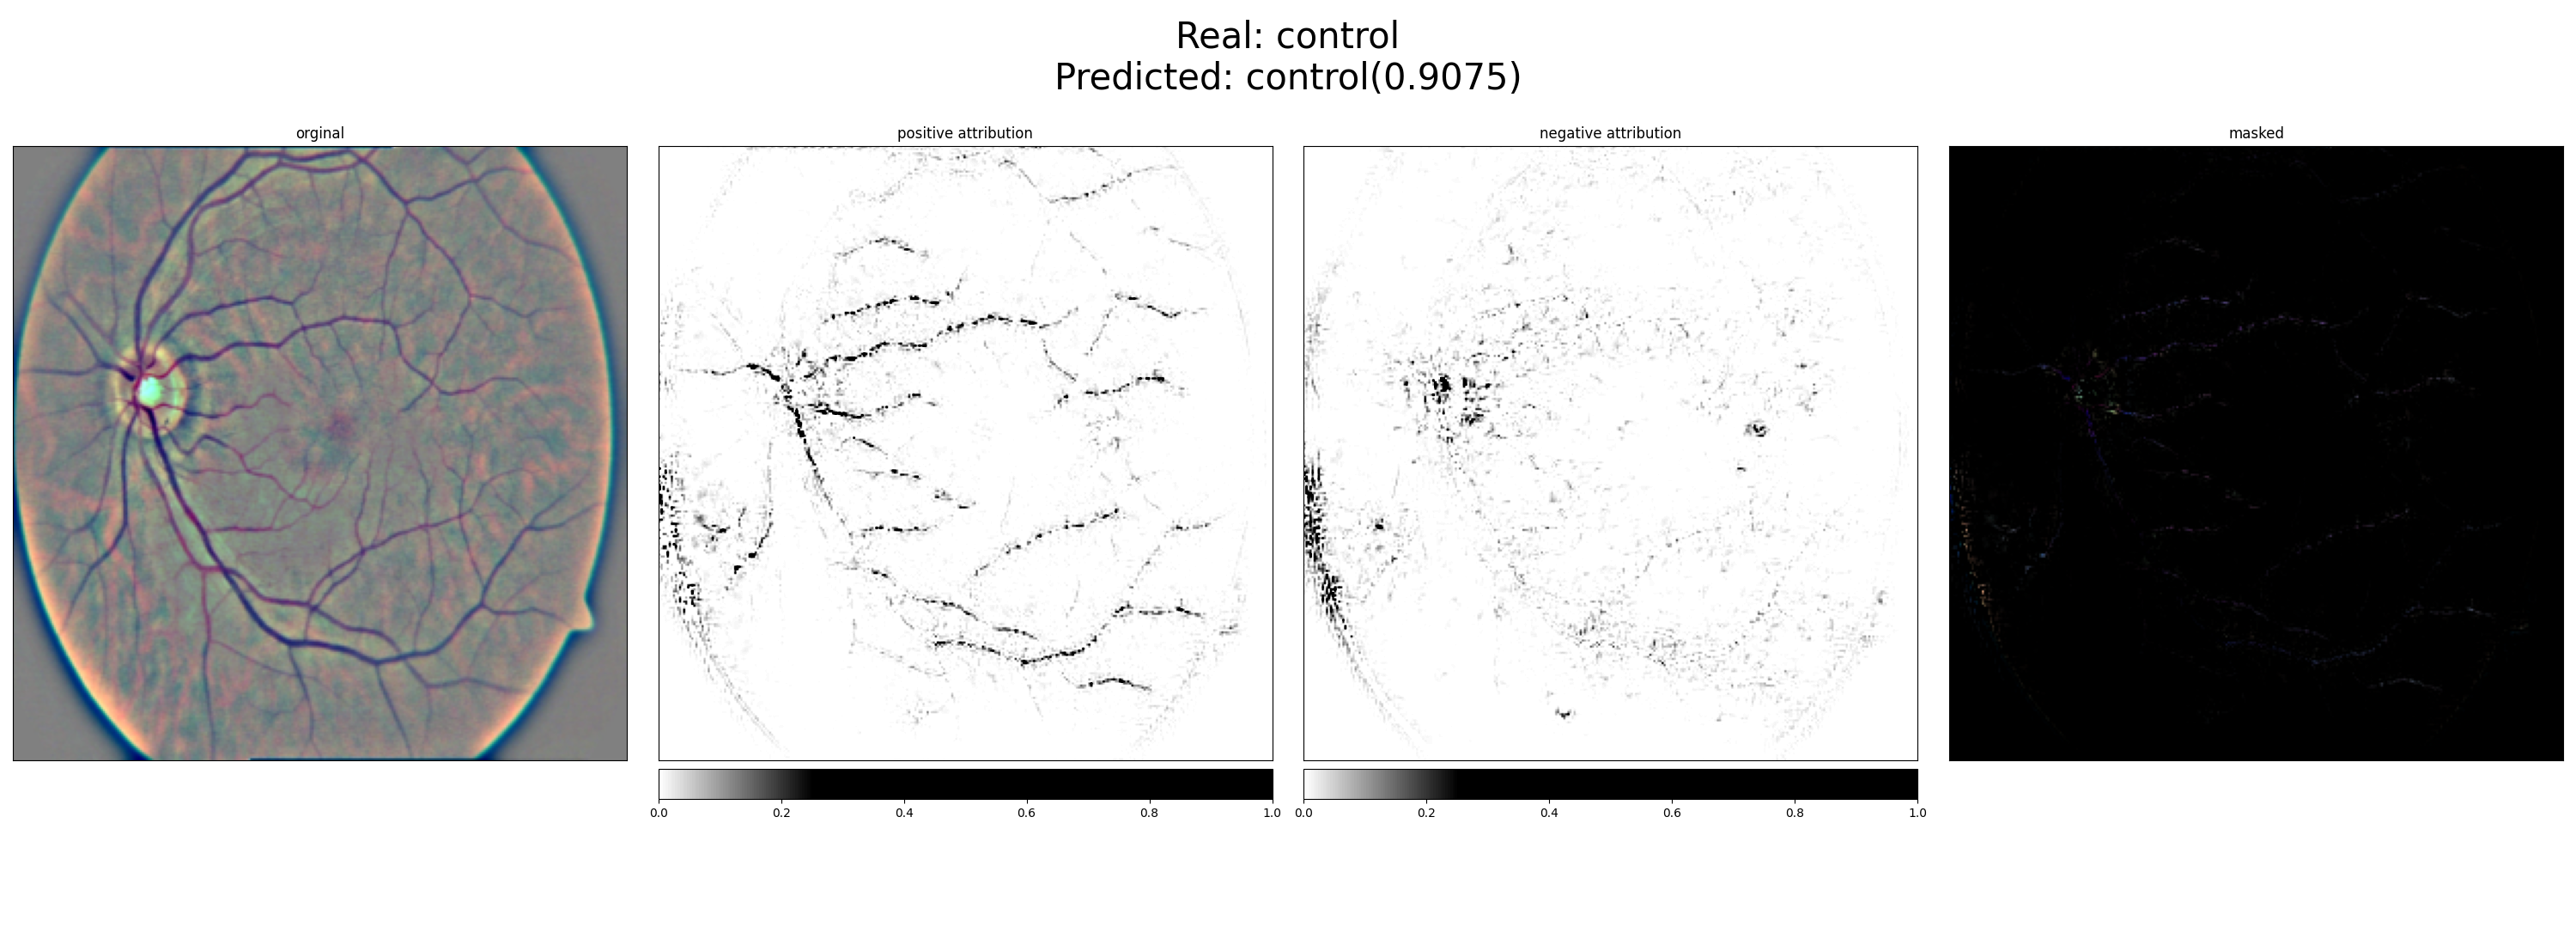 Real: control
Predicted: control(0.9075)
orginal
positive attribution
negative attribution
masked
0.0 0.2 0.4 0.6 0.8 1.0
0.0 0.2 0.4 0.6 0.8 1.0